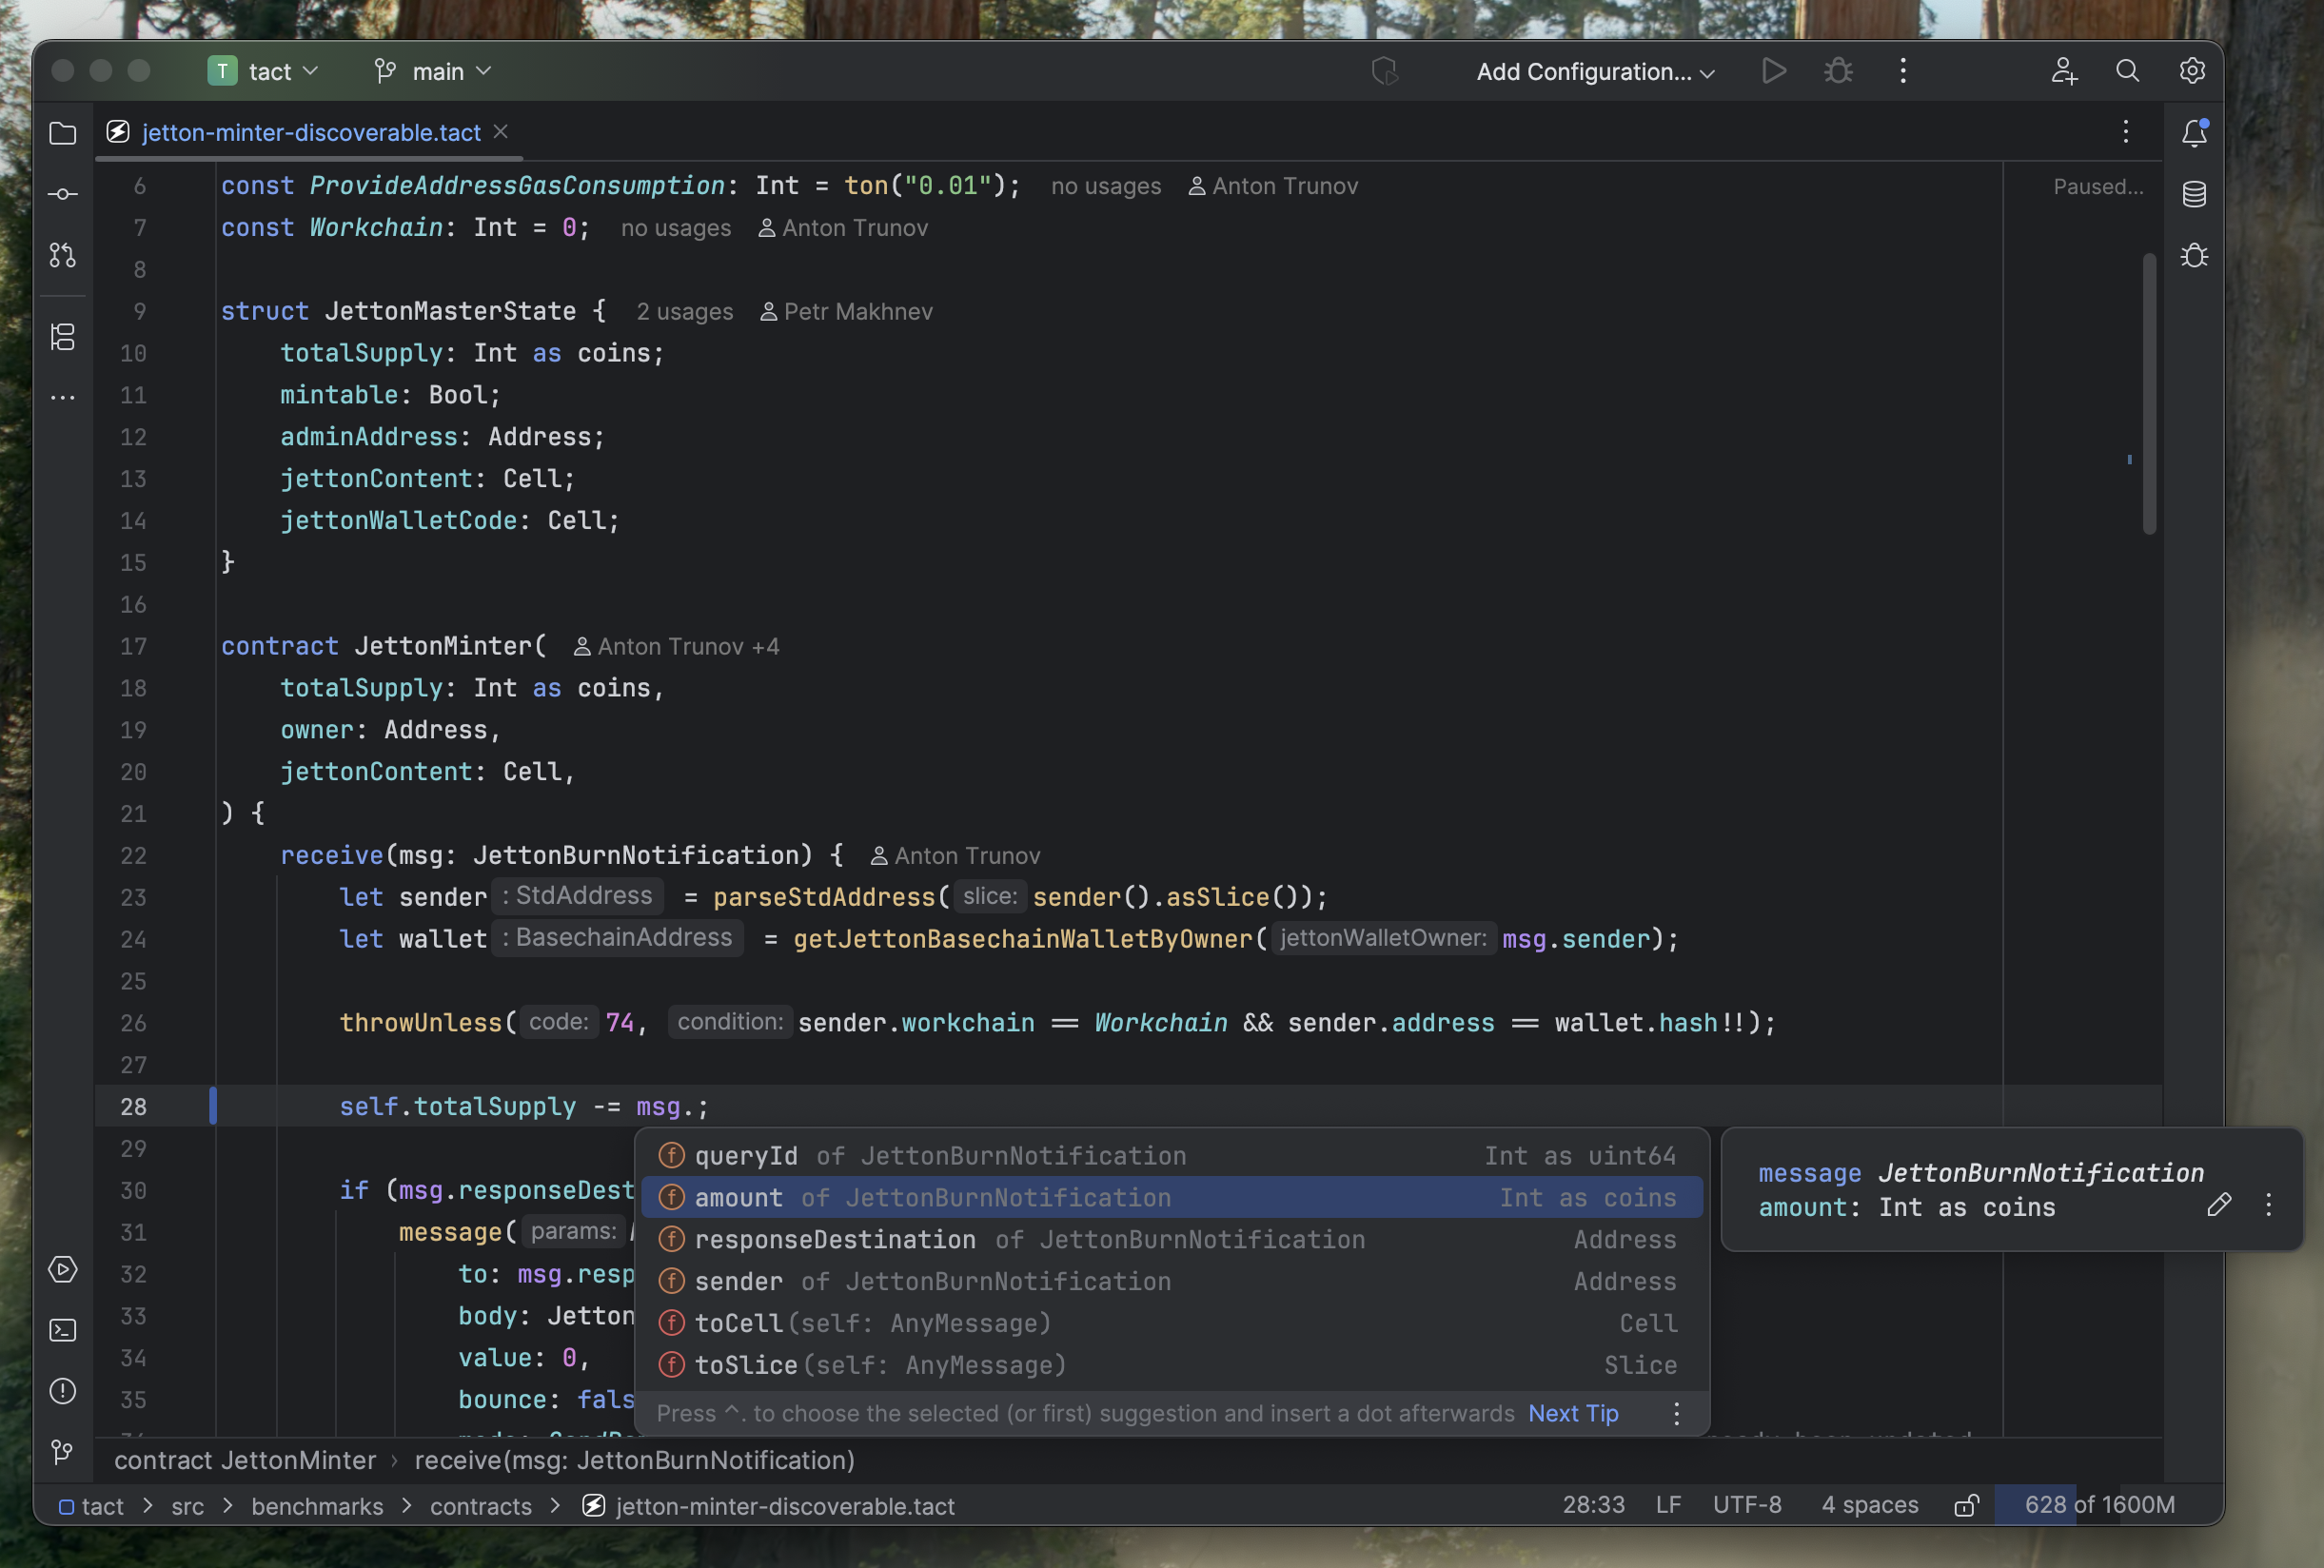 T tact main Add Configuration...
jetton-minter-discoverable.tact
6 const ProvideAddressGasConsumption: Int = ton("0.01"); no usages Anton Trunov Paused...
7 const Workchain: Int = 0; no usages Anton Trunov
8
9 struct JettonMasterState { 2 usages Petr Makhnev
10 totalSupply: Int as coins;
11 mintable: Bool;
12 adminAddress: Address;
13 jettonContent: Cell;
14 jettonWalletCode: Cell;
15 }
16
17 contract JettonMinter( Anton Trunov +4
18 totalSupply: Int as coins,
19 owner: Address,
20 jettonContent: Cell,
21 ) {
22 receive(msg: JettonBurnNotification) { Anton Trunov
23 let sender : StdAddress = parseStdAddress( slice: sender().asSlice());
24 let wallet : BasechainAddress = getJettonBasechainWalletByOwner( jettonWalletOwner: msg.sender);
25
26 throwUnless( code: 74, condition: sender.workchain == Workchain && sender.address == wallet.hash!!);
27
28 self.totalSupply -= msg.;
29
30 if (msg.responseDest
31 message( params:
32 to: msg.resp
33 body: Jetton
34 value: 0,
35 bounce: fals
queryId of JettonBurnNotification Int as uint64
amount of JettonBurnNotification Int as coins
responseDestination of JettonBurnNotification Address
sender of JettonBurnNotification Address
toCell(self: AnyMessage) Cell
toSlice(self: AnyMessage) Slice
Press ^. to choose the selected (or first) suggestion and insert a dot afterwards Next Tip
message JettonBurnNotification
amount: Int as coins
contract JettonMinter › receive(msg: JettonBurnNotification)
tact > src > benchmarks > contracts > jetton-minter-discoverable.tact 28:33 LF UTF-8 4 spaces 628 of 1600M